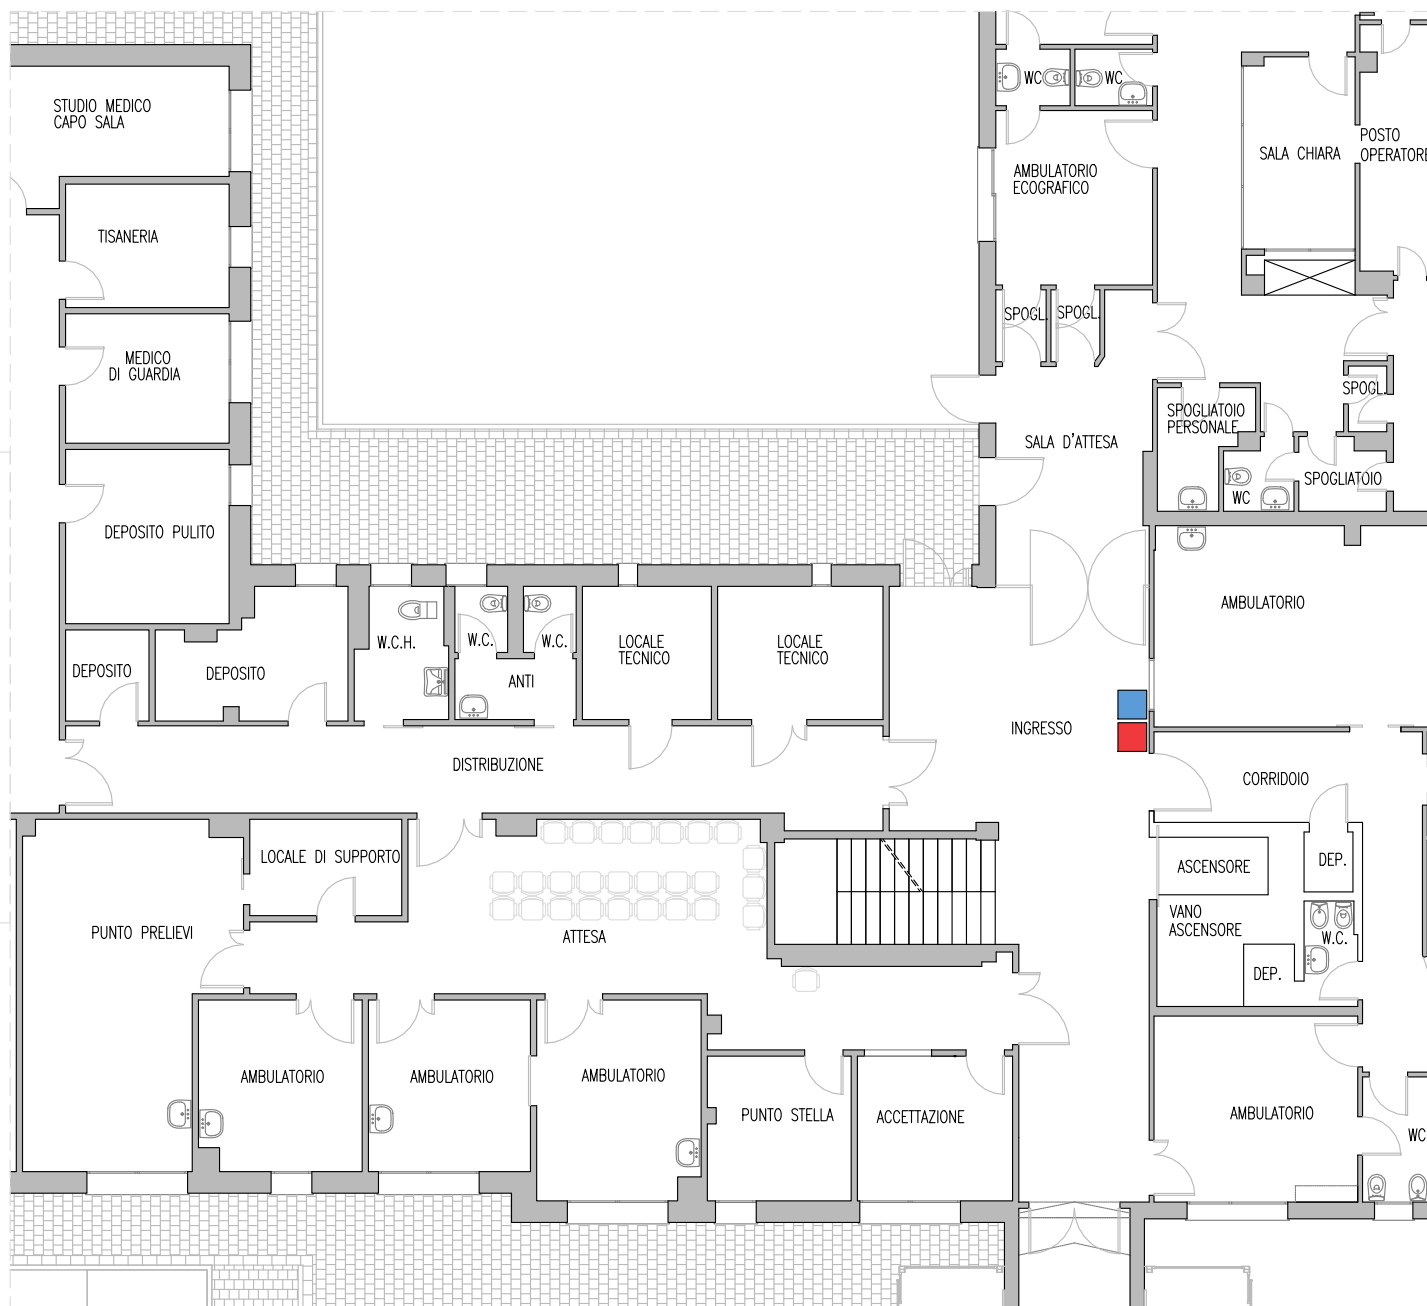 STUDIO MEDICO
CAPO SALA
TISANERIA
MEDICO
DI GUARDIA
DEPOSITO PULITO
DEPOSITO
DEPOSITO
W.C.H.
W.C.
W.C.
ANTI
LOCALE
TECNICO
LOCALE
TECNICO
DISTRIBUZIONE
WC
WC
AMBULATORIO
ECOGRAFICO
SPOGL.
SPOGL.
SALA D'ATTESA
SALA CHIARA
POSTO
OPERATORE
SPOGL.
SPOGLIATOIO
PERSONALE
WC
SPOGLIATOIO
AMBULATORIO
INGRESSO
CORRIDOIO
ASCENSORE
DEP.
VANO
ASCENSORE
W.C.
DEP.
LOCALE DI SUPPORTO
PUNTO PRELIEVI
ATTESA
AMBULATORIO
AMBULATORIO
AMBULATORIO
PUNTO STELLA
ACCETTAZIONE
AMBULATORIO
WC